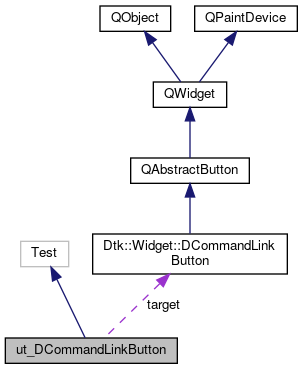 QObject
QPaintDevice
QWidget
QAbstractButton
Dtk::Widget::DCommandLink
Button
Test
target
ut_DCommandLinkButton